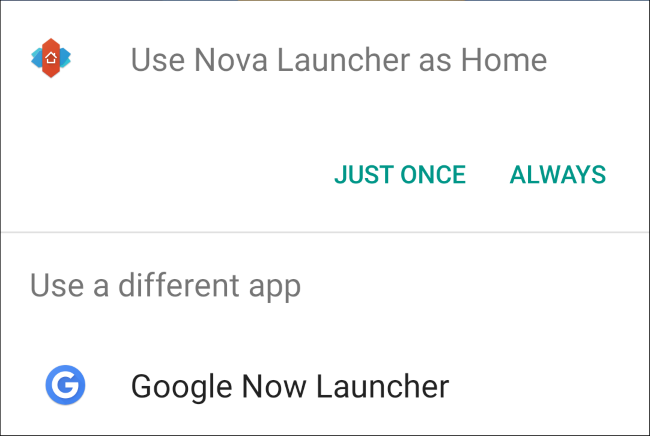 Use Nova Launcher as Home
JUST ONCE ALWAYS
Use a different app
Google Now Launcher